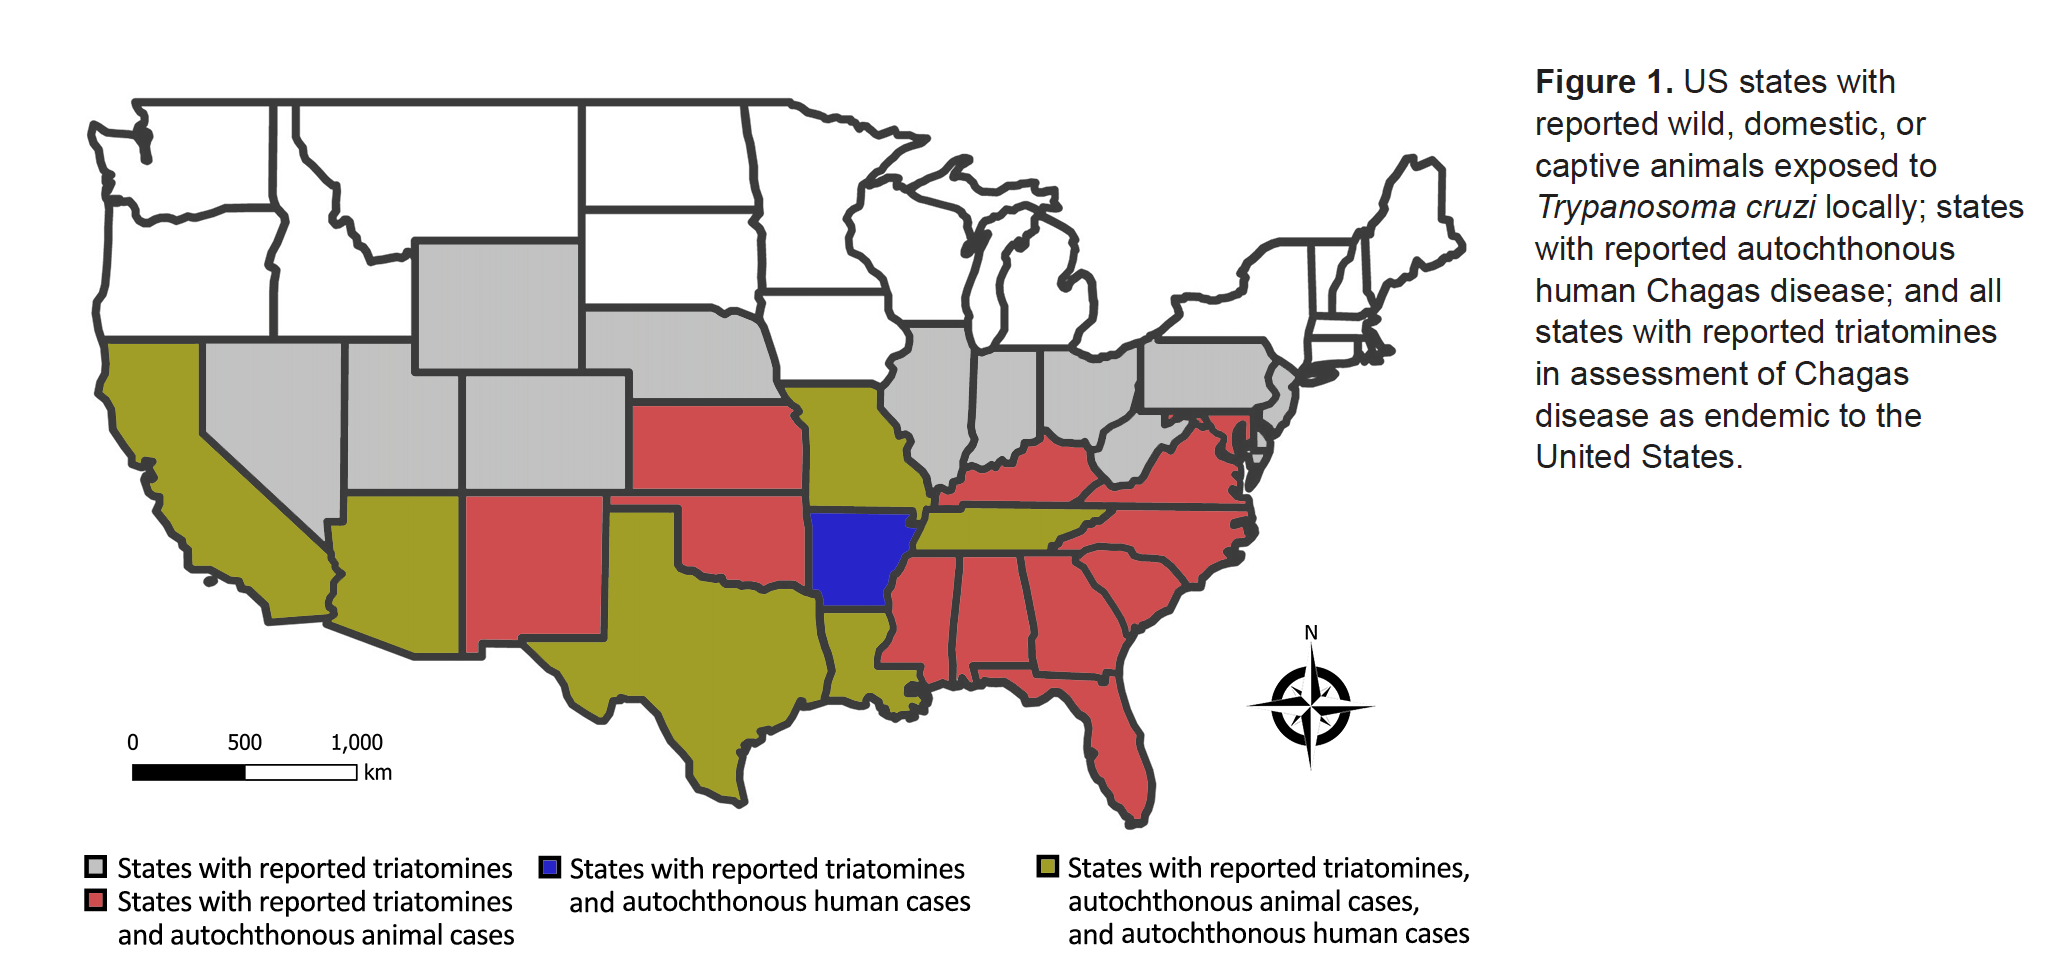 Figure 1. US states with
reported wild, domestic, or
captive animals exposed to
Trypanosoma cruzi locally; states
with reported autochthonous
human Chagas disease; and all
states with reported triatomines
in assessment of Chagas
disease as endemic to the
United States.
N
0 500 1,000
km
States with reported triatomines
States with reported triatomines
and autochthonous animal cases
States with reported triatomines
and autochthonous human cases
States with reported triatomines,
autochthonous animal cases,
and autochthonous human cases